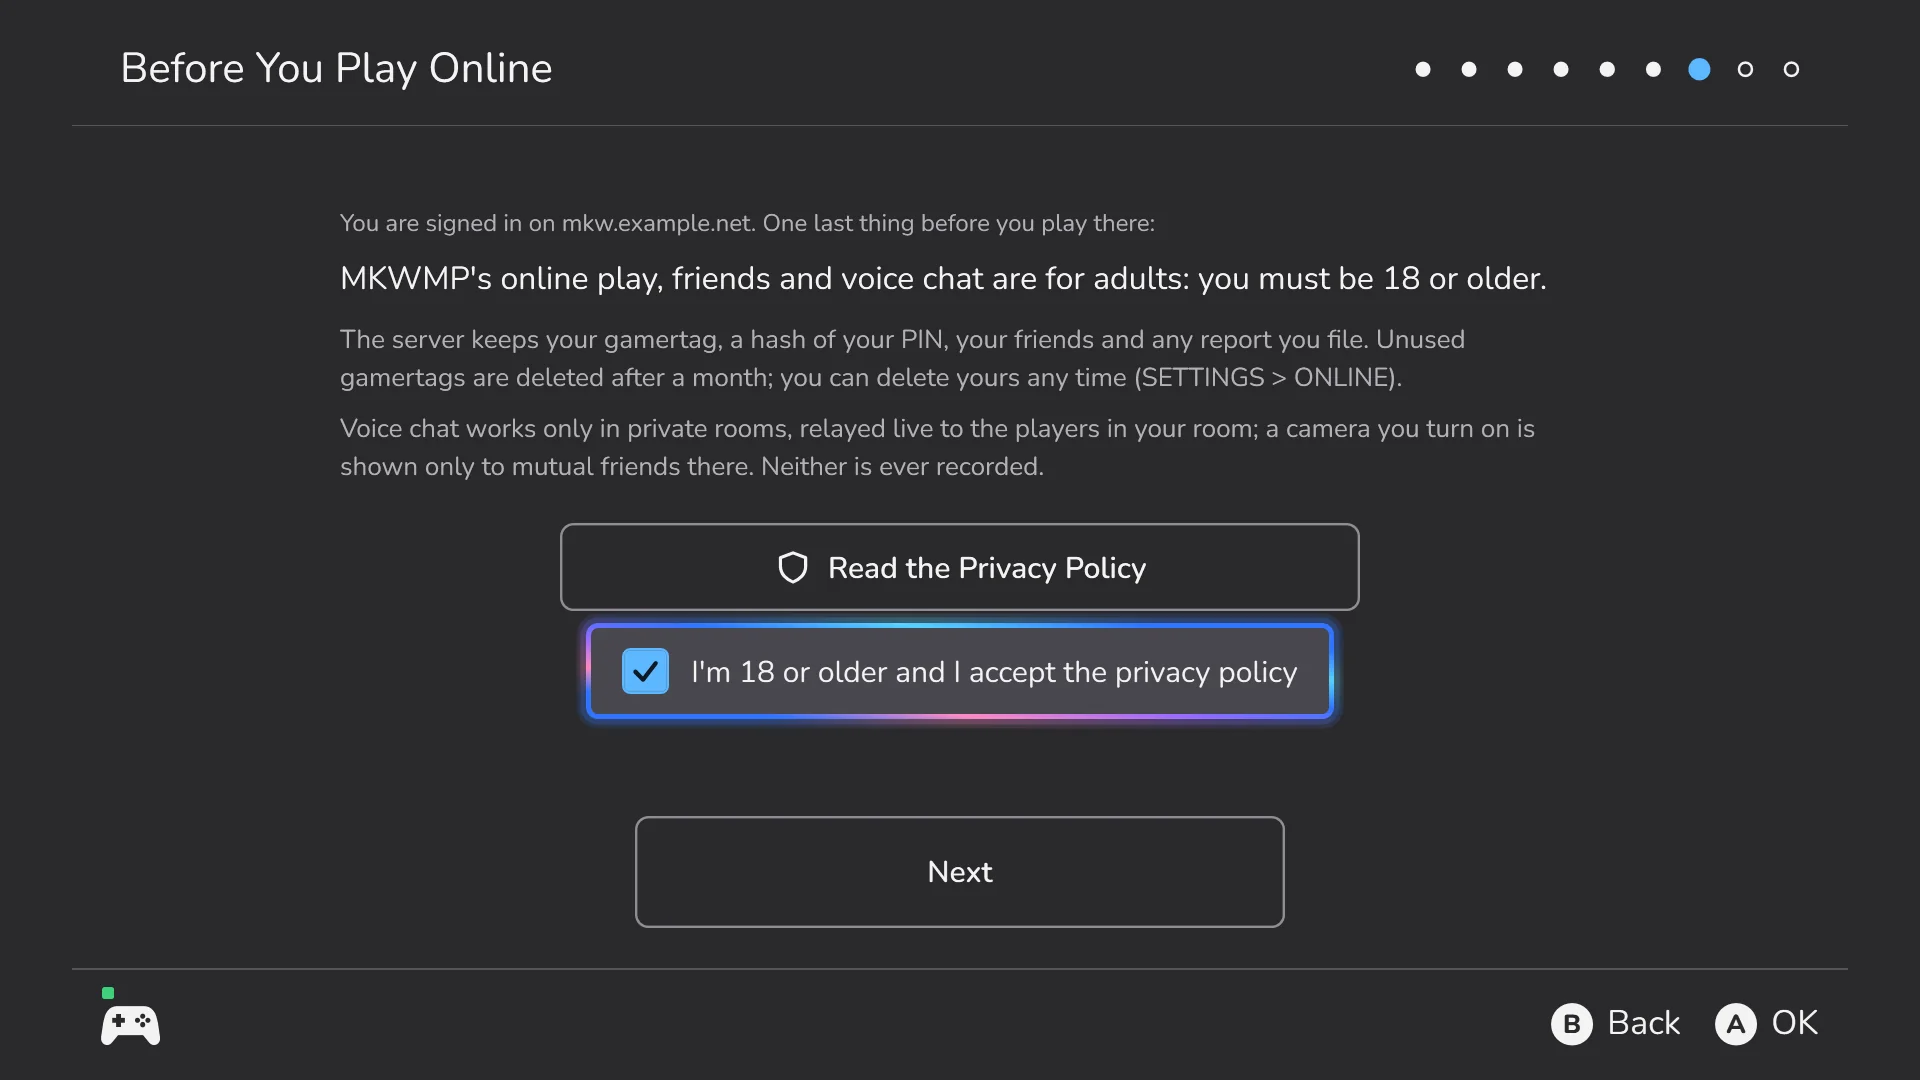 Before You Play Online
You are signed in on mkw.example.net. One last thing before you play there:
MKWMP's online play, friends and voice chat are for adults: you must be 18 or older.
The server keeps your gamertag, a hash of your PIN, your friends and any report you file. Unused
gamertags are deleted after a month; you can delete yours any time (SETTINGS > ONLINE).
Voice chat works only in private rooms, relayed live to the players in your room; a camera you turn on is
shown only to mutual friends there. Neither is ever recorded.
Read the Privacy Policy
I'm 18 or older and I accept the privacy policy
Next
B Back A OK